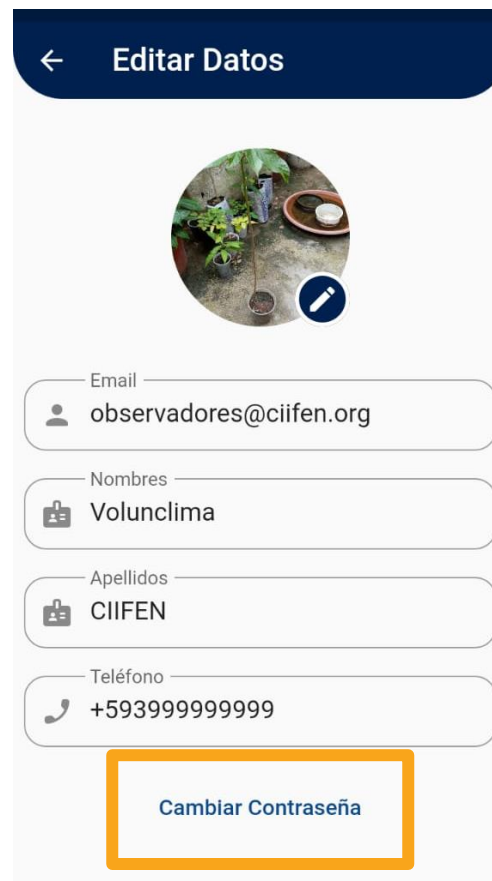 Editar Datos
Email
observadores@ciifen.org
Nombres
Volunclima
Apellidos
CIIFEN
Teléfono
+593999999999
Cambiar Contraseña